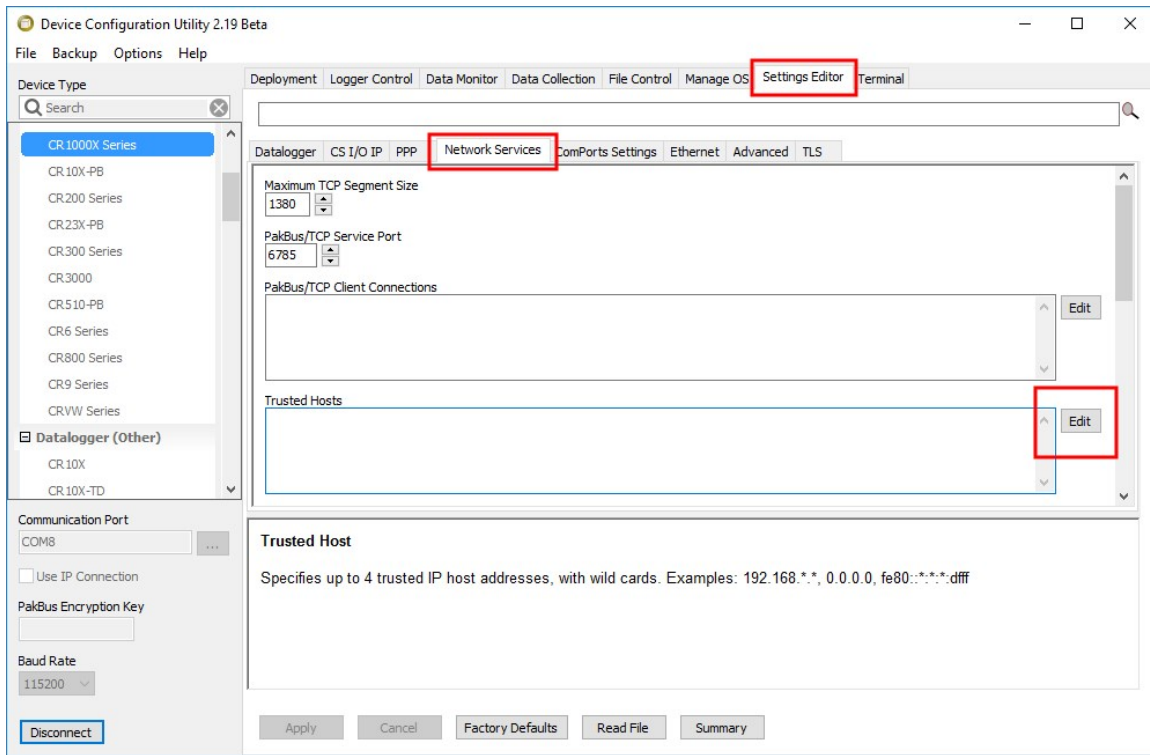 Device Configuration Utility 2.19 Beta
File Backup Options Help
Device Type
Search
CR1000X Series
CR10X-PB
CR200 Series
CR23X-PB
CR300 Series
CR3000
CR510-PB
CR6 Series
CR800 Series
CR9 Series
CRVW Series
Datalogger (Other)
CR10X
CR10X-TD
Communication Port
COM8
...
Use IP Connection
PakBus Encryption Key
Baud Rate
115200
Disconnect
Deployment Logger Control Data Monitor Data Collection File Control Manage OS Settings Editor Terminal
Datalogger CS I/O IP PPP Network Services ComPorts Settings Ethernet Advanced TLS
Maximum TCP Segment Size
1380
PakBus/TCP Service Port
6785
PakBus/TCP Client Connections
Edit
Trusted Hosts
Edit
Trusted Host
Specifies up to 4 trusted IP host addresses, with wild cards. Examples: 192.168.*.*, 0.0.0.0, fe80::*:*:*:dfff
Apply Cancel Factory Defaults Read File Summary